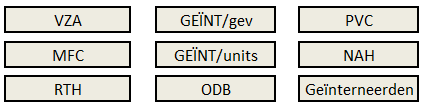 VZA GEÏNT/gev PVC
MFC GEÏNT/units NAH
RTH ODB Geïnterneerden